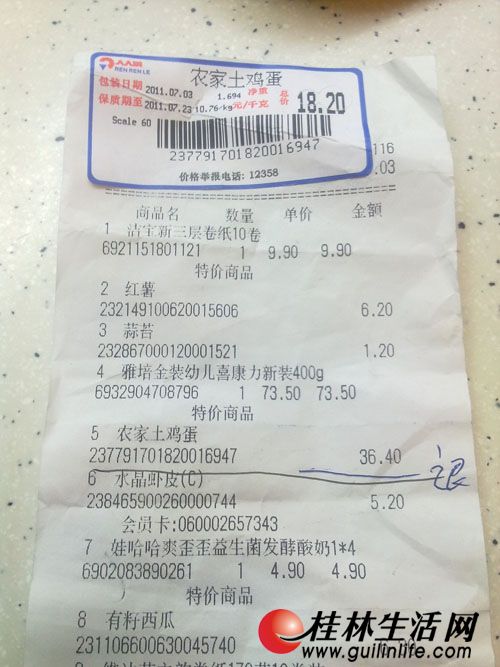 人人乐
REN REN LE
农家土鸡蛋
包装日期 2011.07.03 1.694 净重 总价 18.20
保质期至 2011.07.23 10.76/kg 元/千克
Scale 60
237791701820016947
价格举报电话: 12358
116
.03
商品名 数量 单价 金额
1 洁宝新三层卷纸10卷
6921151801121 1 9.90 9.90
特价商品
2 红薯
232149100620015606 6.20
3 蒜苔
232867000120001521 1.20
4 雅培金装幼儿喜康力新装400g
6932904708796 1 73.50 73.50
特价商品
5 农家土鸡蛋
237791701820016947 36.40
6 水晶虾皮(C)
238465900260000744 5.20
会员卡:060002657343
7 娃哈哈爽歪歪益生菌发酵酸奶1*4
6902083890261 1 4.90 4.90
特价商品
8 有籽西瓜
231106600630045740
桂林生活网
www.guilinlife.com